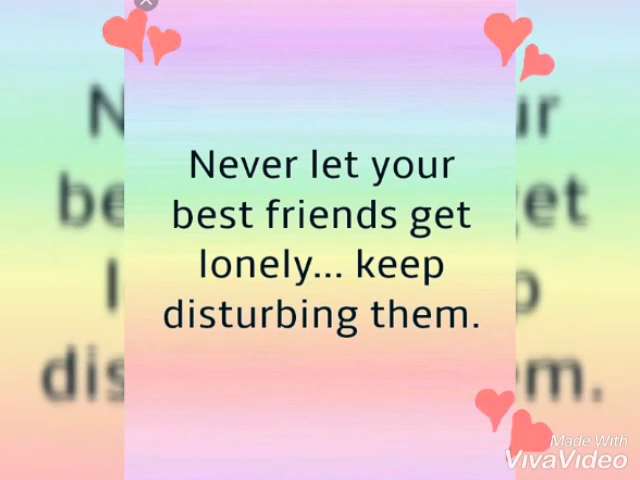 Never let your
best friends get
lonely... keep
disturbing them.
Made With
VivaVideo